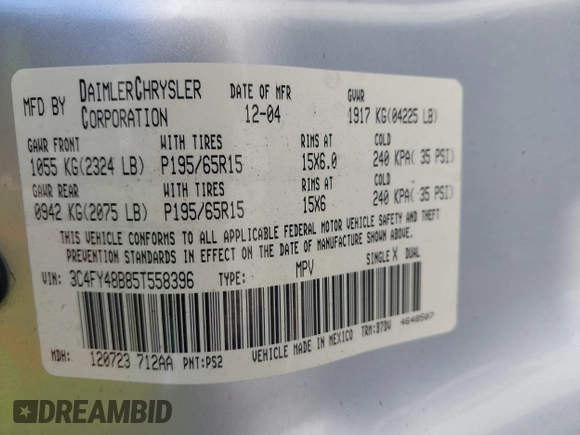 MFD BY DAIMLERCHRYSLER CORPORATION DATE OF MFR 12-04 GVWR 1917 KG(04225 LB)
GAWR FRONT WITH TIRES RIMS AT COLD
1055 KG(2324 LB) P195/65R15 15X6.0 240 KPA( 35 PSI)
GAWR REAR WITH TIRES RIMS AT COLD
0942 KG(2075 LB) P195/65R15 15X6 240 KPA( 35 PSI)
THIS VEHICLE CONFORMS TO ALL APPLICABLE FEDERAL MOTOR VEHICLE SAFETY AND THEFT
PREVENTION STANDARDS IN EFFECT ON THE DATE OF MANUFACTURE SHOWN ABOVE.
VIN: 3C4FY48B85T558396 TYPE: MPV SINGLE X DUAL
MDH: 120723 712AA PNT:PS2 VEHICLE MADE IN MEXICO TRM:37DV 4648507
DREAMBID